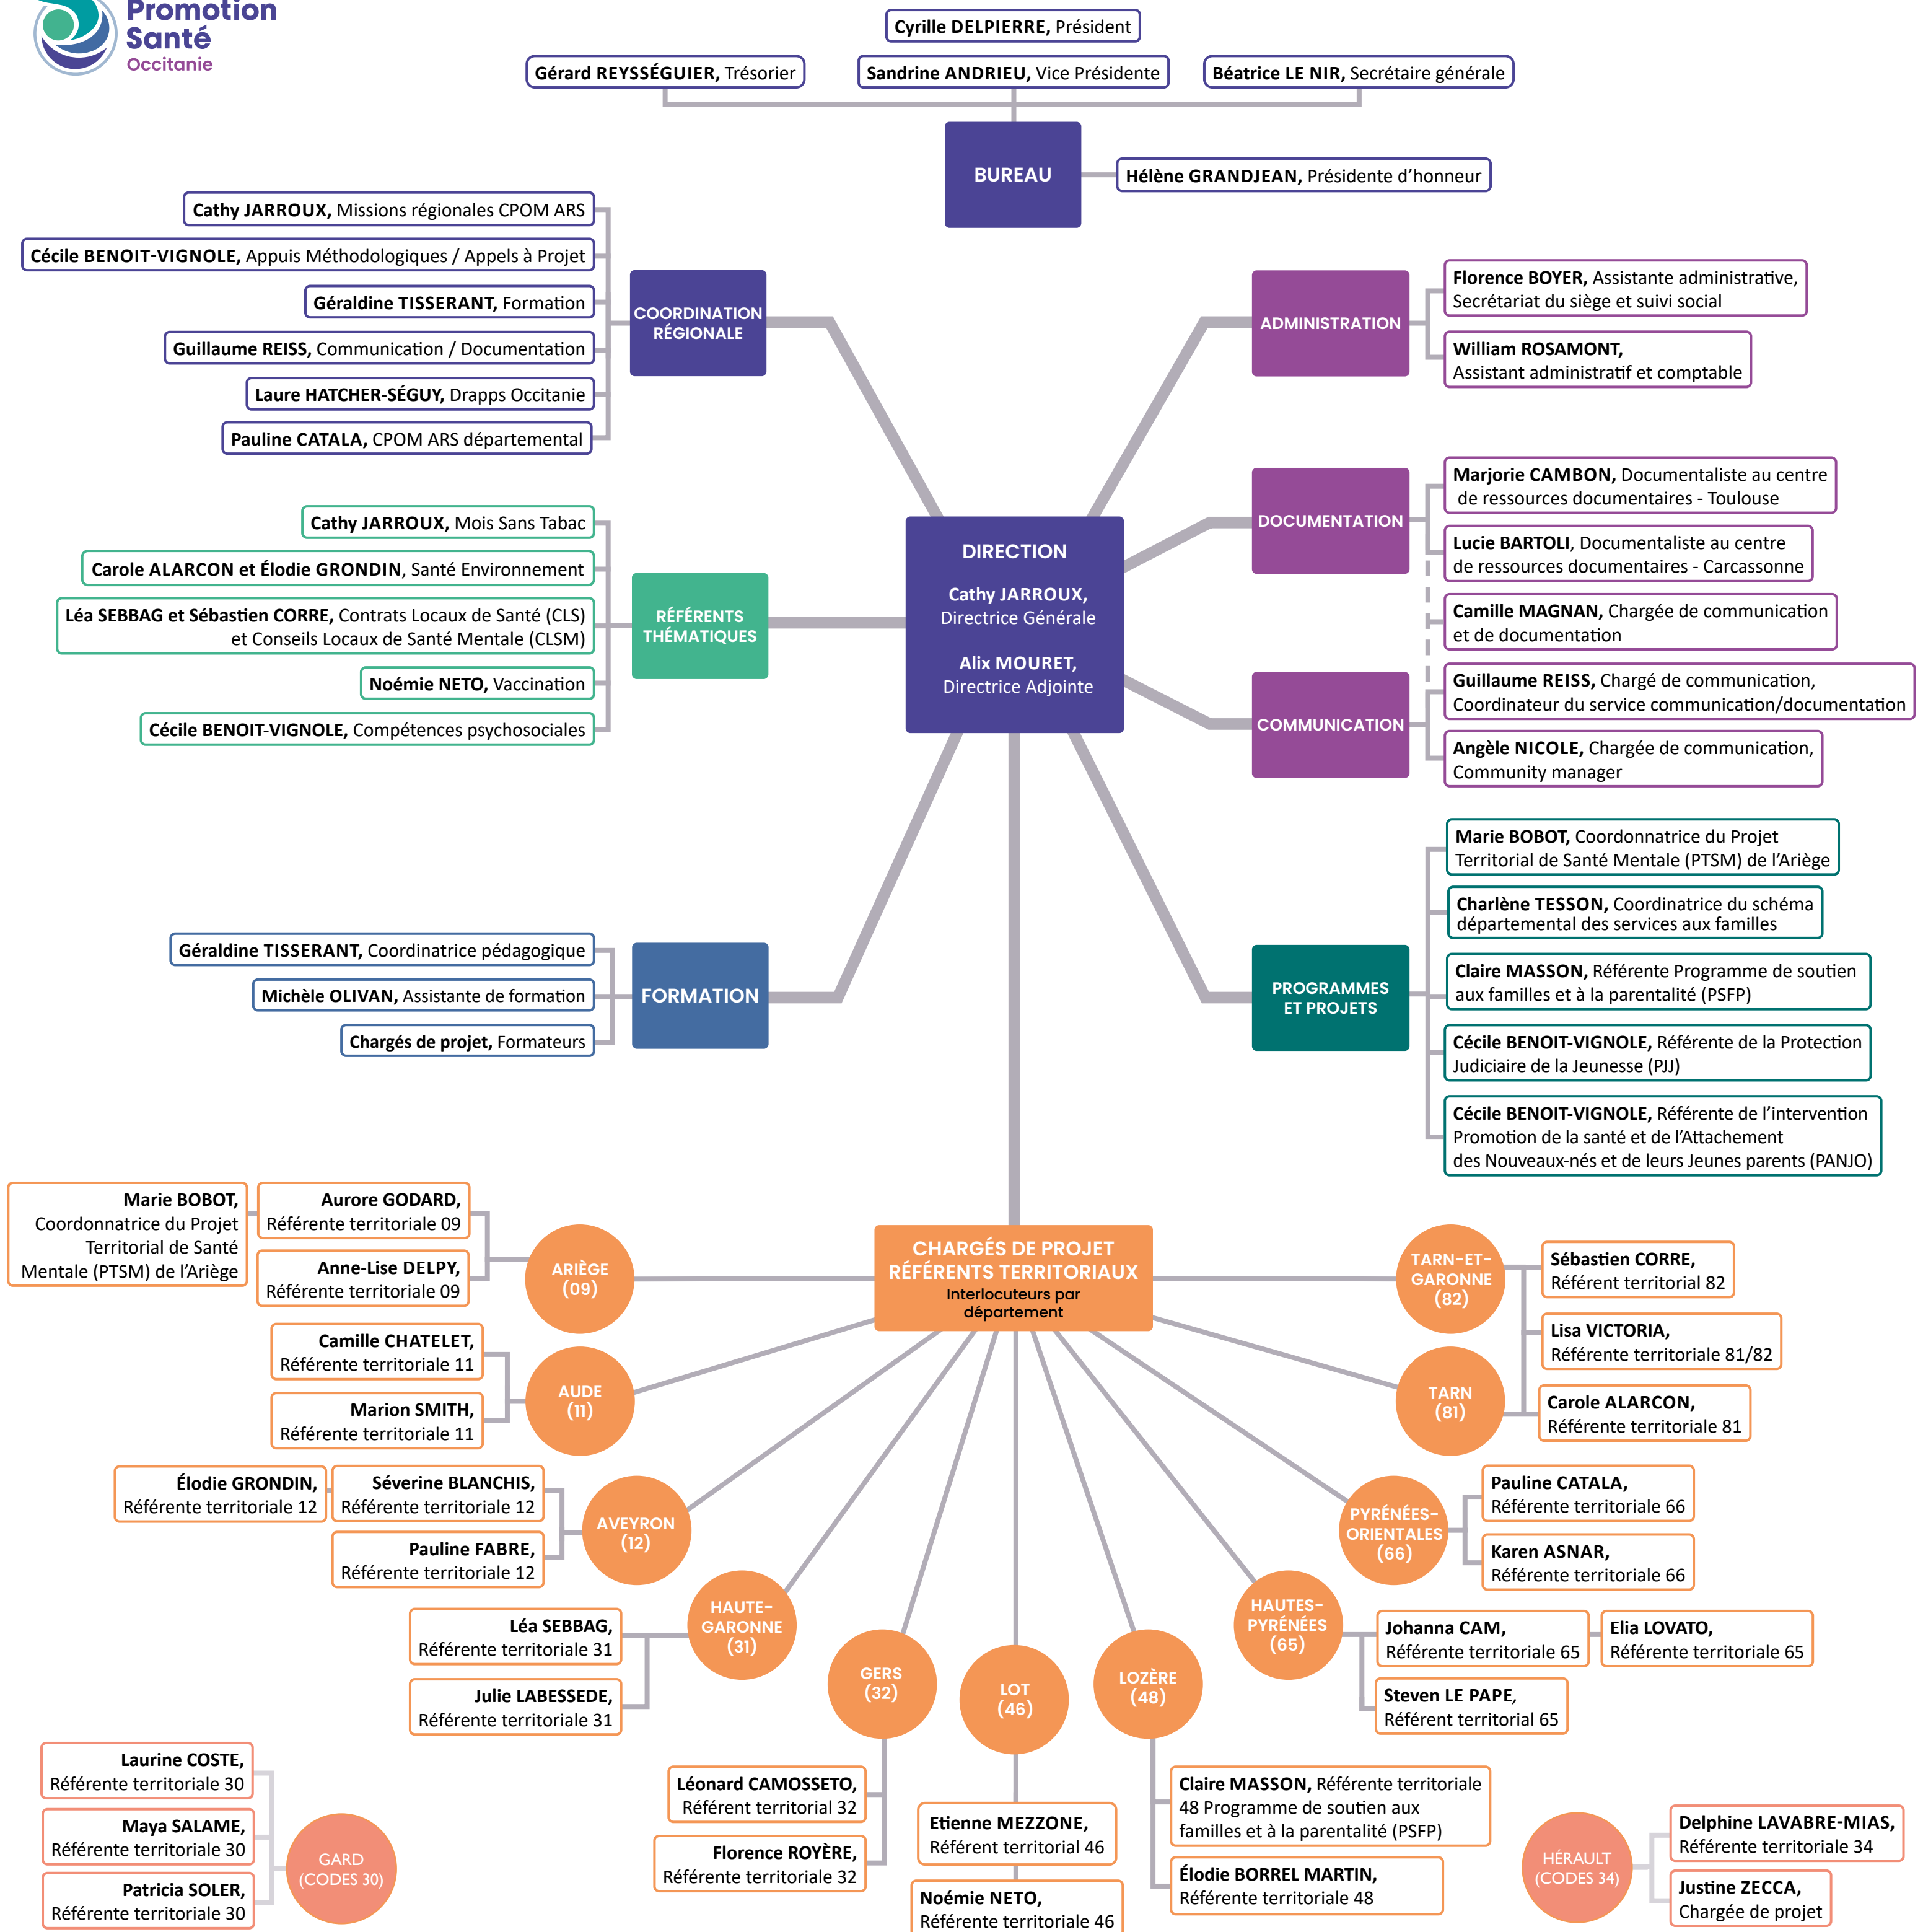 Promotion
Santé
Occitanie
Cyrille DELPIERRE, Président
Gérard REYSSÉGUIER, Trésorier
Sandrine ANDRIEU, Vice Présidente
Béatrice LE NIR, Secrétaire générale
BUREAU
Hélène GRANDJEAN, Présidente d’honneur
Cathy JARROUX, Missions régionales CPOM ARS
Cécile BENOIT-VIGNOLE, Appuis Méthodologiques / Appels à Projet
Géraldine TISSERANT, Formation
Guillaume REISS, Communication / Documentation
Laure HATCHER-SÉGUY, Drapps Occitanie
Pauline CATALA, CPOM ARS départemental
COORDINATION
RÉGIONALE
ADMINISTRATION
Florence BOYER, Assistante administrative,
Secrétariat du siège et suivi social
William ROSAMONT,
Assistant administratif et comptable
Cathy JARROUX, Mois Sans Tabac
Carole ALARCON et Élodie GRONDIN, Santé Environnement
Léa SEBBAG et Sébastien CORRE, Contrats Locaux de Santé (CLS)
et Conseils Locaux de Santé Mentale (CLSM)
Noémie NETO, Vaccination
Cécile BENOIT-VIGNOLE, Compétences psychosociales
RÉFÉRENTS
THÉMATIQUES
DIRECTION
Cathy JARROUX,
Directrice Générale
Alix MOURET,
Directrice Adjointe
DOCUMENTATION
Marjorie CAMBON, Documentaliste au centre
de ressources documentaires - Toulouse
Lucie BARTOLI, Documentaliste au centre
de ressources documentaires - Carcassonne
Camille MAGNAN, Chargée de communication
et de documentation
COMMUNICATION
Guillaume REISS, Chargé de communication,
Coordinateur du service communication/documentation
Angèle NICOLE, Chargée de communication,
Community manager
Géraldine TISSERANT, Coordinatrice pédagogique
Michèle OLIVAN, Assistante de formation
Chargés de projet, Formateurs
FORMATION
PROGRAMMES
ET PROJETS
Marie BOBOT, Coordonnatrice du Projet
Territorial de Santé Mentale (PTSM) de l’Ariège
Charlène TESSON, Coordinatrice du schéma
départemental des services aux familles
Claire MASSON, Référente Programme de soutien
aux familles et à la parentalité (PSFP)
Cécile BENOIT-VIGNOLE, Référente de la Protection
Judiciaire de la Jeunesse (PJJ)
Cécile BENOIT-VIGNOLE, Référente de l’intervention
Promotion de la santé et de l’Attachement
des Nouveaux-nés et de leurs Jeunes parents (PANJO)
CHARGÉS DE PROJET
RÉFÉRENTS TERRITORIAUX
Interlocuteurs par
département
Marie BOBOT,
Coordonnatrice du Projet
Territorial de Santé
Mentale (PTSM) de l’Ariège
Aurore GODARD,
Référente territoriale 09
Anne-Lise DELPY,
Référente territoriale 09
ARIÈGE
(09)
Camille CHATELET,
Référente territoriale 11
Marion SMITH,
Référente territoriale 11
AUDE
(11)
Élodie GRONDIN,
Référente territoriale 12
Séverine BLANCHIS,
Référente territoriale 12
Pauline FABRE,
Référente territoriale 12
AVEYRON
(12)
Léa SEBBAG,
Référente territoriale 31
Julie LABESSEDE,
Référente territoriale 31
HAUTE-
GARONNE
(31)
GERS
(32)
Léonard CAMOSSETO,
Référent territorial 32
Florence ROYÈRE,
Référente territoriale 32
LOT
(46)
Etienne MEZZONE,
Référent territorial 46
Noémie NETO,
Référente territoriale 46
LOZÈRE
(48)
Claire MASSON, Référente territoriale
48 Programme de soutien aux
familles et à la parentalité (PSFP)
Élodie BORREL MARTIN,
Référente territoriale 48
HAUTES-
PYRÉNÉES
(65)
Johanna CAM,
Référente territoriale 65
Elia LOVATO,
Référente territoriale 65
Steven LE PAPE,
Référent territorial 65
PYRÉNÉES-
ORIENTALES
(66)
Pauline CATALA,
Référente territoriale 66
Karen ASNAR,
Référente territoriale 66
TARN
(81)
TARN-ET-
GARONNE
(82)
Sébastien CORRE,
Référent territorial 82
Lisa VICTORIA,
Référente territoriale 81/82
Carole ALARCON,
Référente territoriale 81
Laurine COSTE,
Référente territoriale 30
Maya SALAME,
Référente territoriale 30
Patricia SOLER,
Référente territoriale 30
GARD
(CODES 30)
HÉRAULT
(CODES 34)
Delphine LAVABRE-MIAS,
Référente territoriale 34
Justine ZECCA,
Chargée de projet